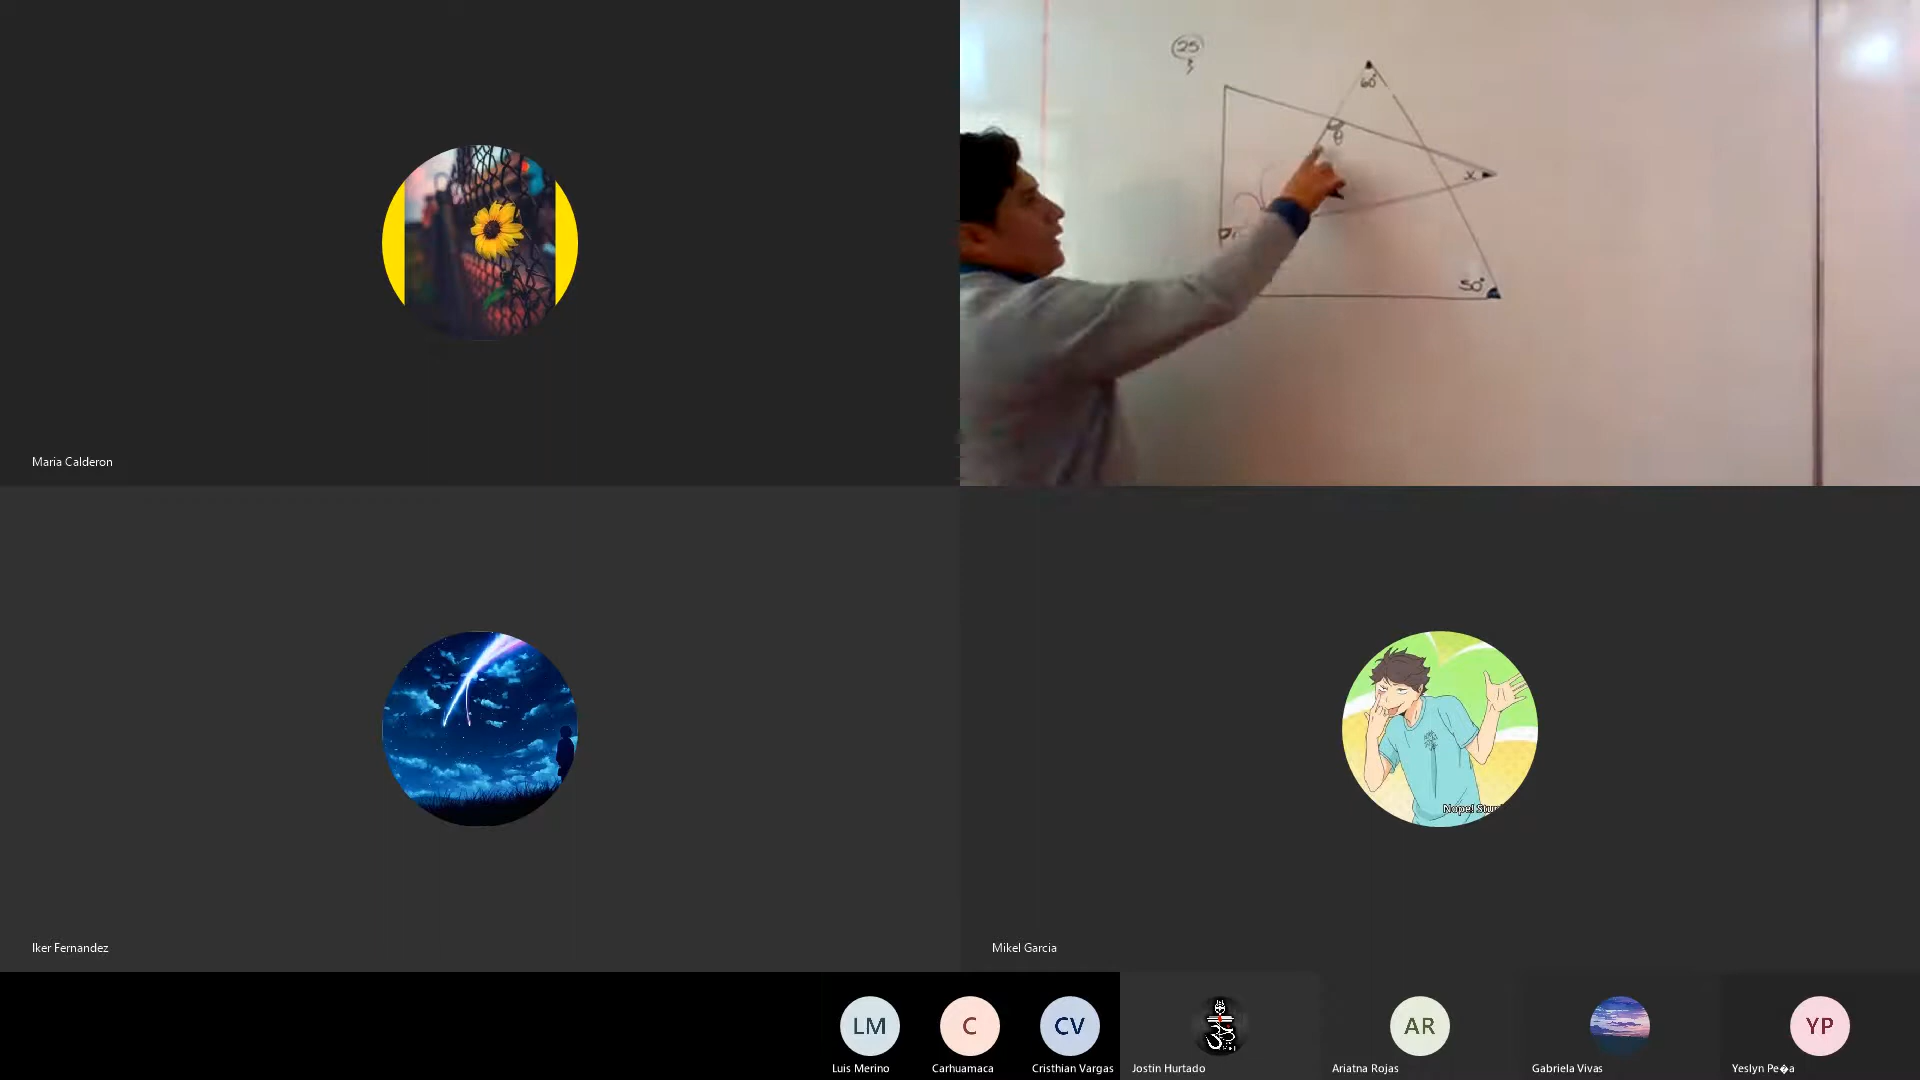 25
60°
θ
x
50°
Maria Calderon
Nope!
Iker Fernandez
Mikel Garcia
LM
C
CV
AR
YP
Luis Merino
Carhuamaca
Cristhian Vargas
Jostin Hurtado
Ariatna Rojas
Gabriela Vivas
Yeslyn Pe�a